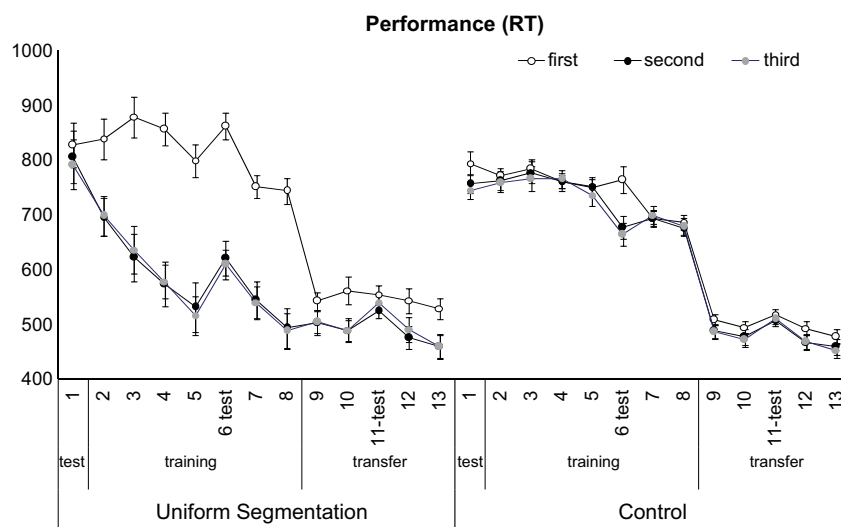 Performance (RT)
first second third
1000
900
800
700
600
500
400
1 2 3 4 5 6 test 7 8 9 10 11-test 12 13 1 2 3 4 5 6 test 7 8 9 10 11-test 12 13
test training transfer test training transfer
Uniform Segmentation Control